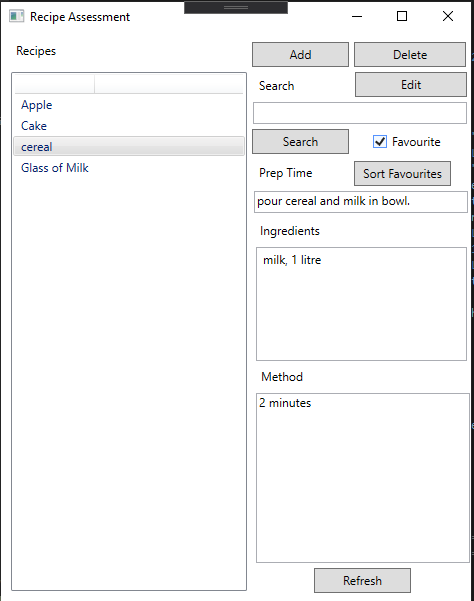 Recipe Assessment
Recipes
Add
Delete
Search
Edit
Apple
Cake
cereal
Glass of Milk
Search
Favourite
Prep Time
Sort Favourites
pour cereal and milk in bowl.
Ingredients
milk, 1 litre
Method
2 minutes
Refresh